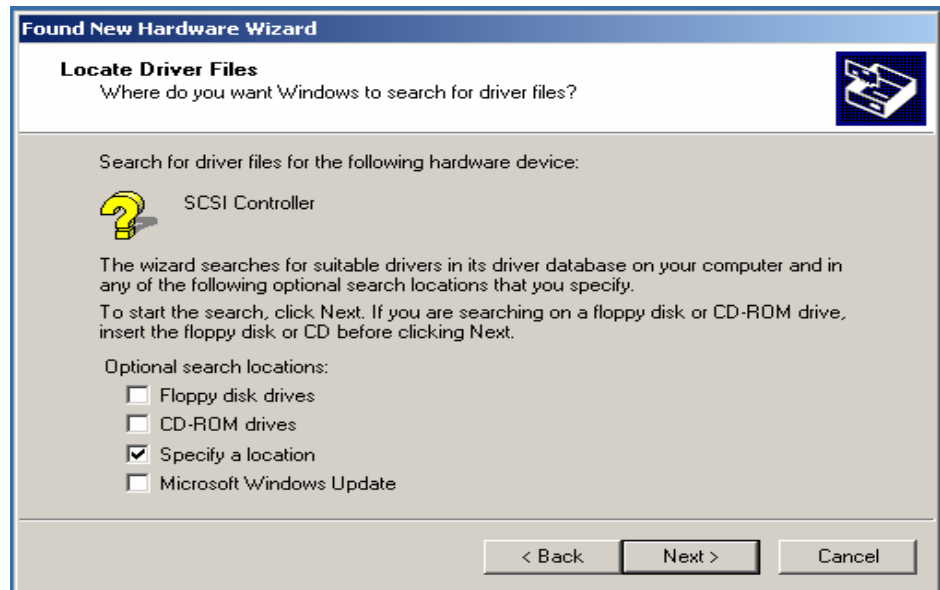 Found New Hardware Wizard
Locate Driver Files
Where do you want Windows to search for driver files?
Search for driver files for the following hardware device:
SCSI Controller
The wizard searches for suitable drivers in its driver database on your computer and in
any of the following optional search locations that you specify.
To start the search, click Next. If you are searching on a floppy disk or CD-ROM drive,
insert the floppy disk or CD before clicking Next.
Optional search locations:
Floppy disk drives
CD-ROM drives
Specify a location
Microsoft Windows Update
< Back Next > Cancel